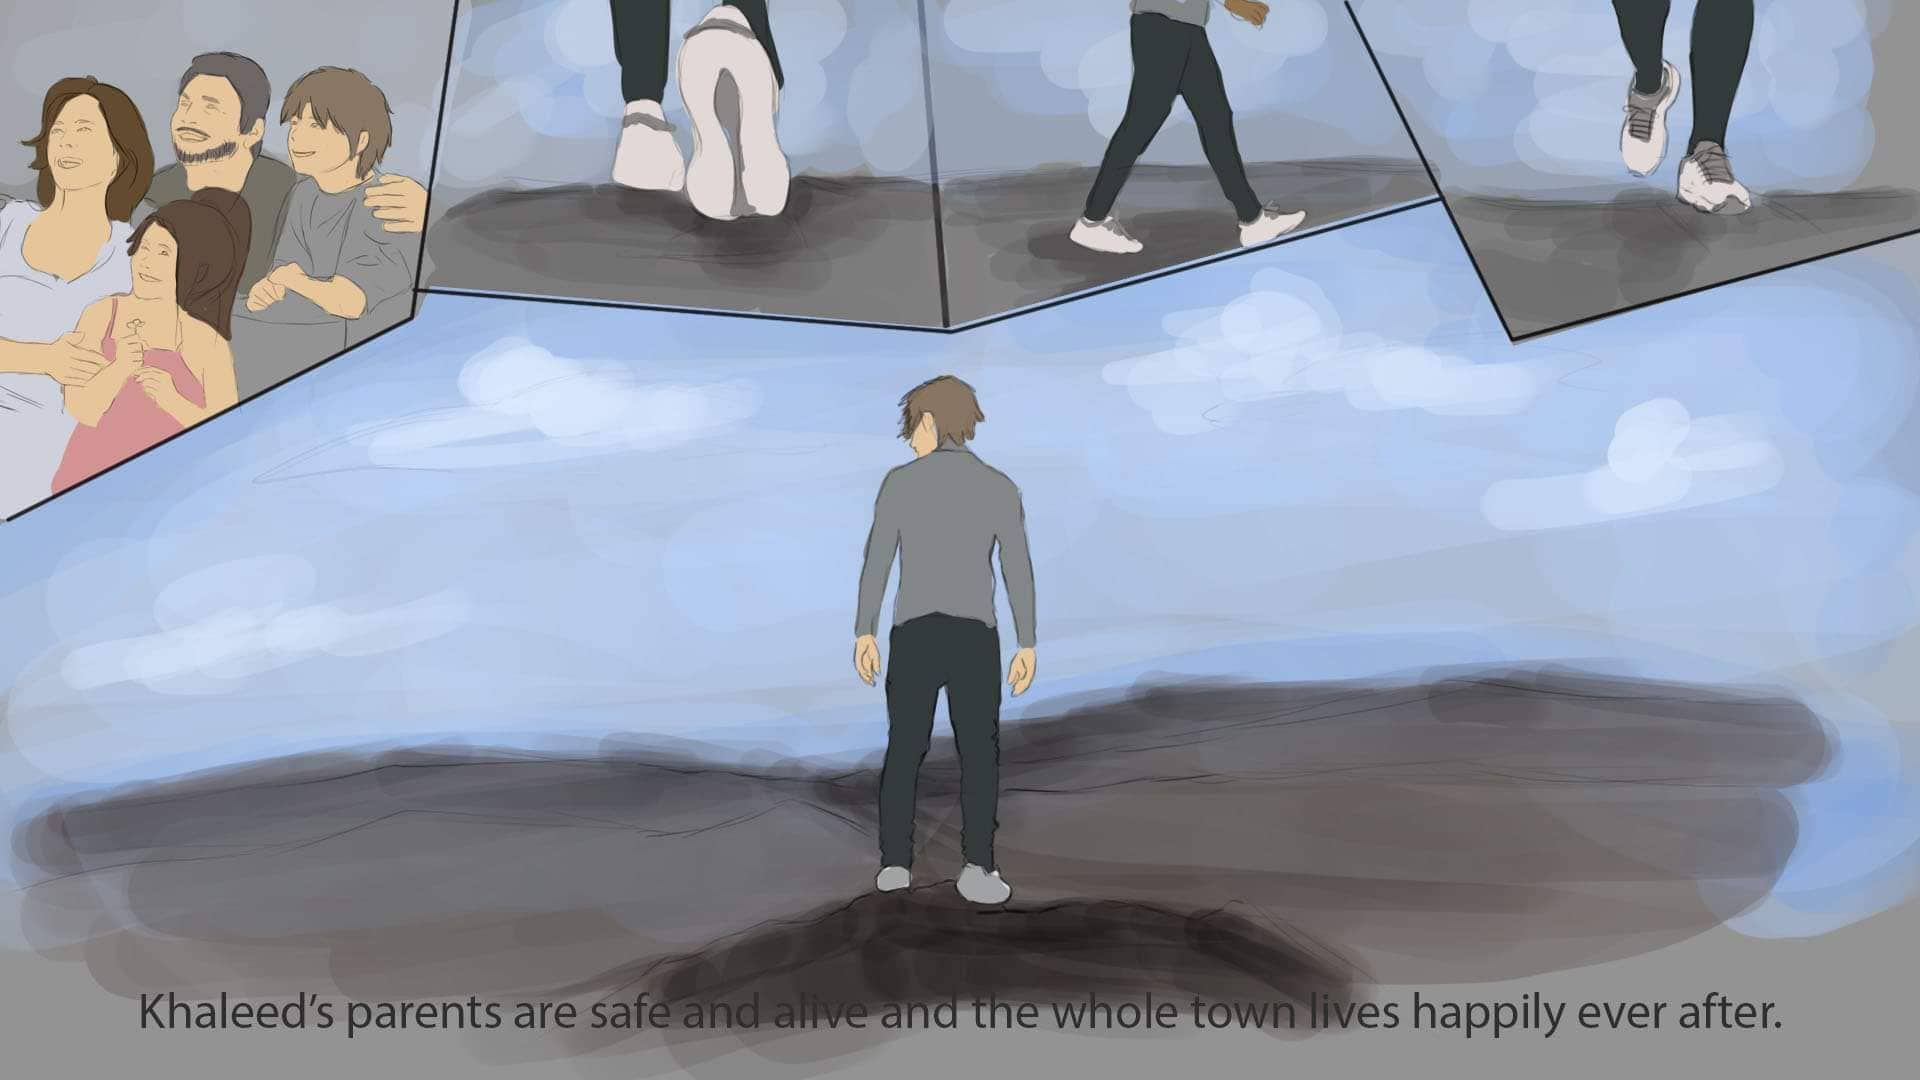 Khaleed’s parents are safe and alive and the whole town lives happily ever after.